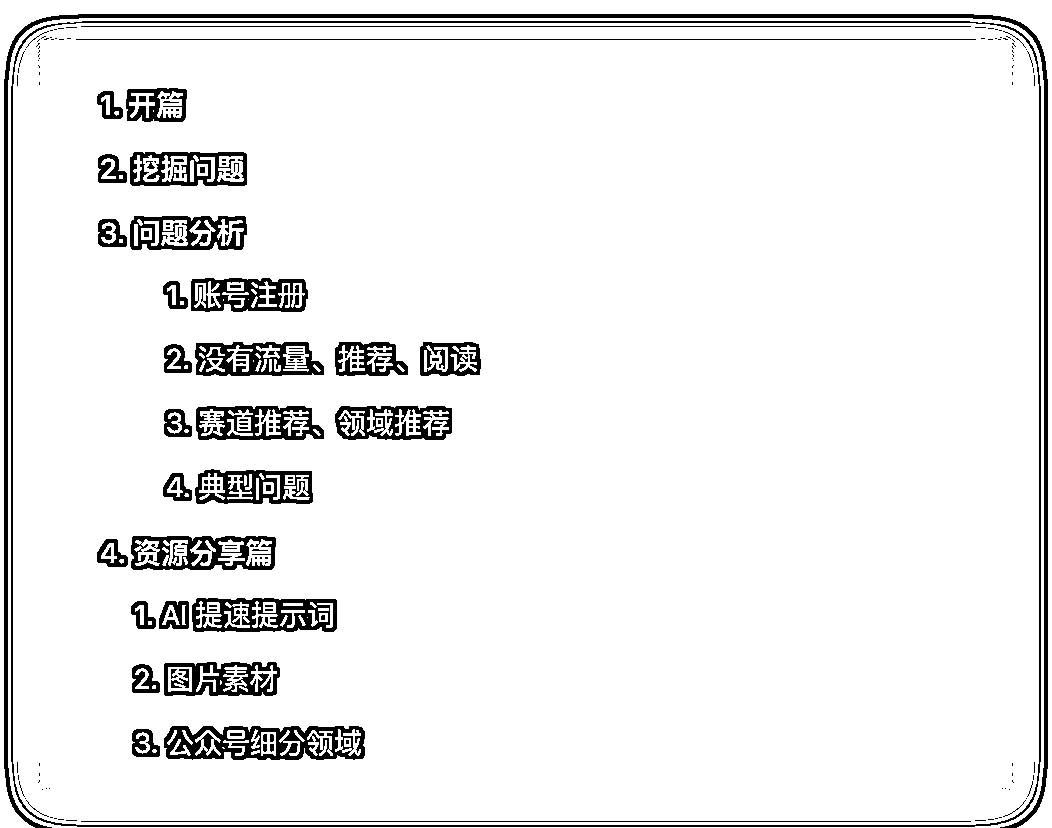 1. 开篇
2. 挖掘问题
3. 问题分析
1. 账号注册
2. 没有流量、推荐、阅读
3. 赛道推荐、领域推荐
4. 典型问题
4. 资源分享篇
1. AI 提速提示词
2. 图片素材
3. 公众号细分领域